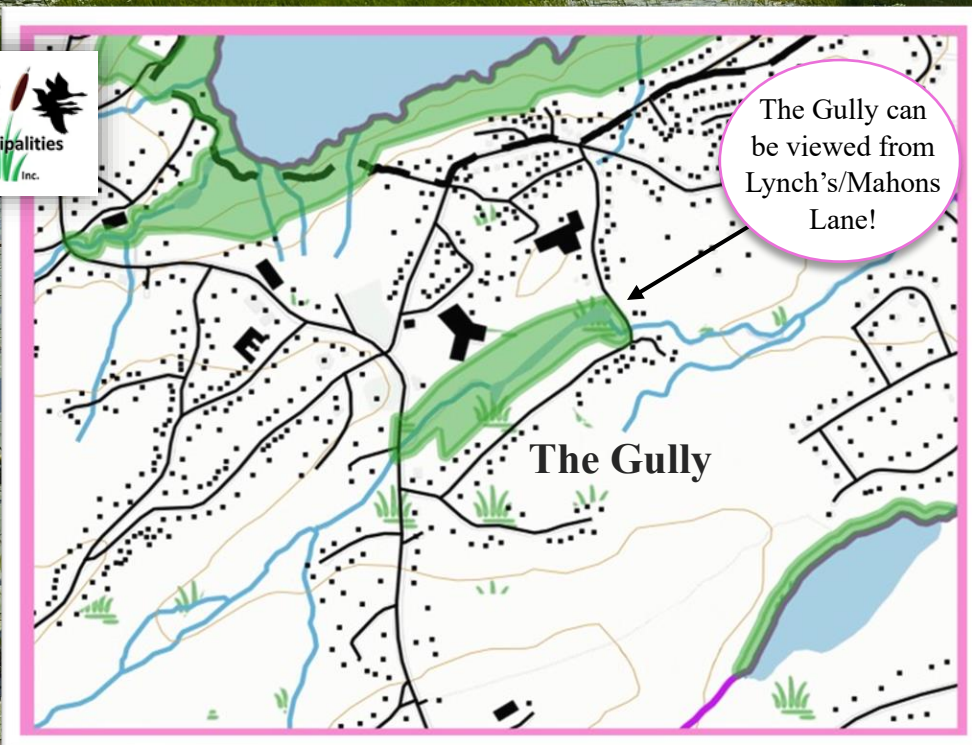 ipalities
Inc.
The Gully can
be viewed from
Lynch’s/Mahons
Lane!
The Gully